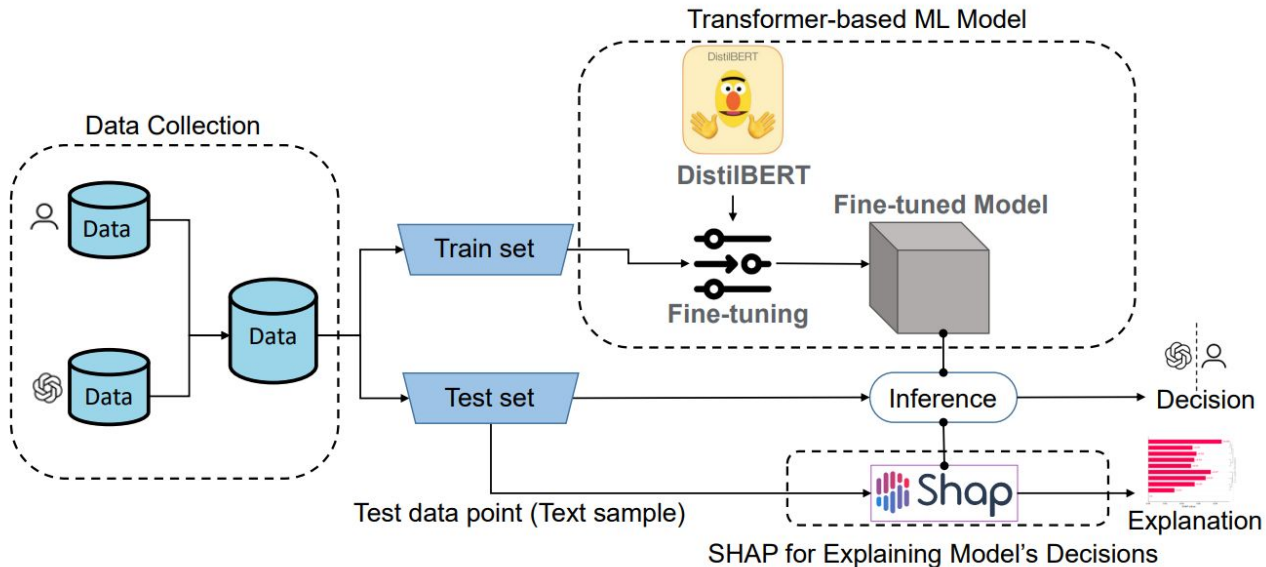 Transformer-based ML Model
DistilBERT
DistilBERT
Data Collection
Data
Data
Data
Train set
Fine-tuning
Fine-tuned Model
Test set
Inference
Decision
Test data point (Text sample)
Shap
Explanation
SHAP for Explaining Model's Decisions